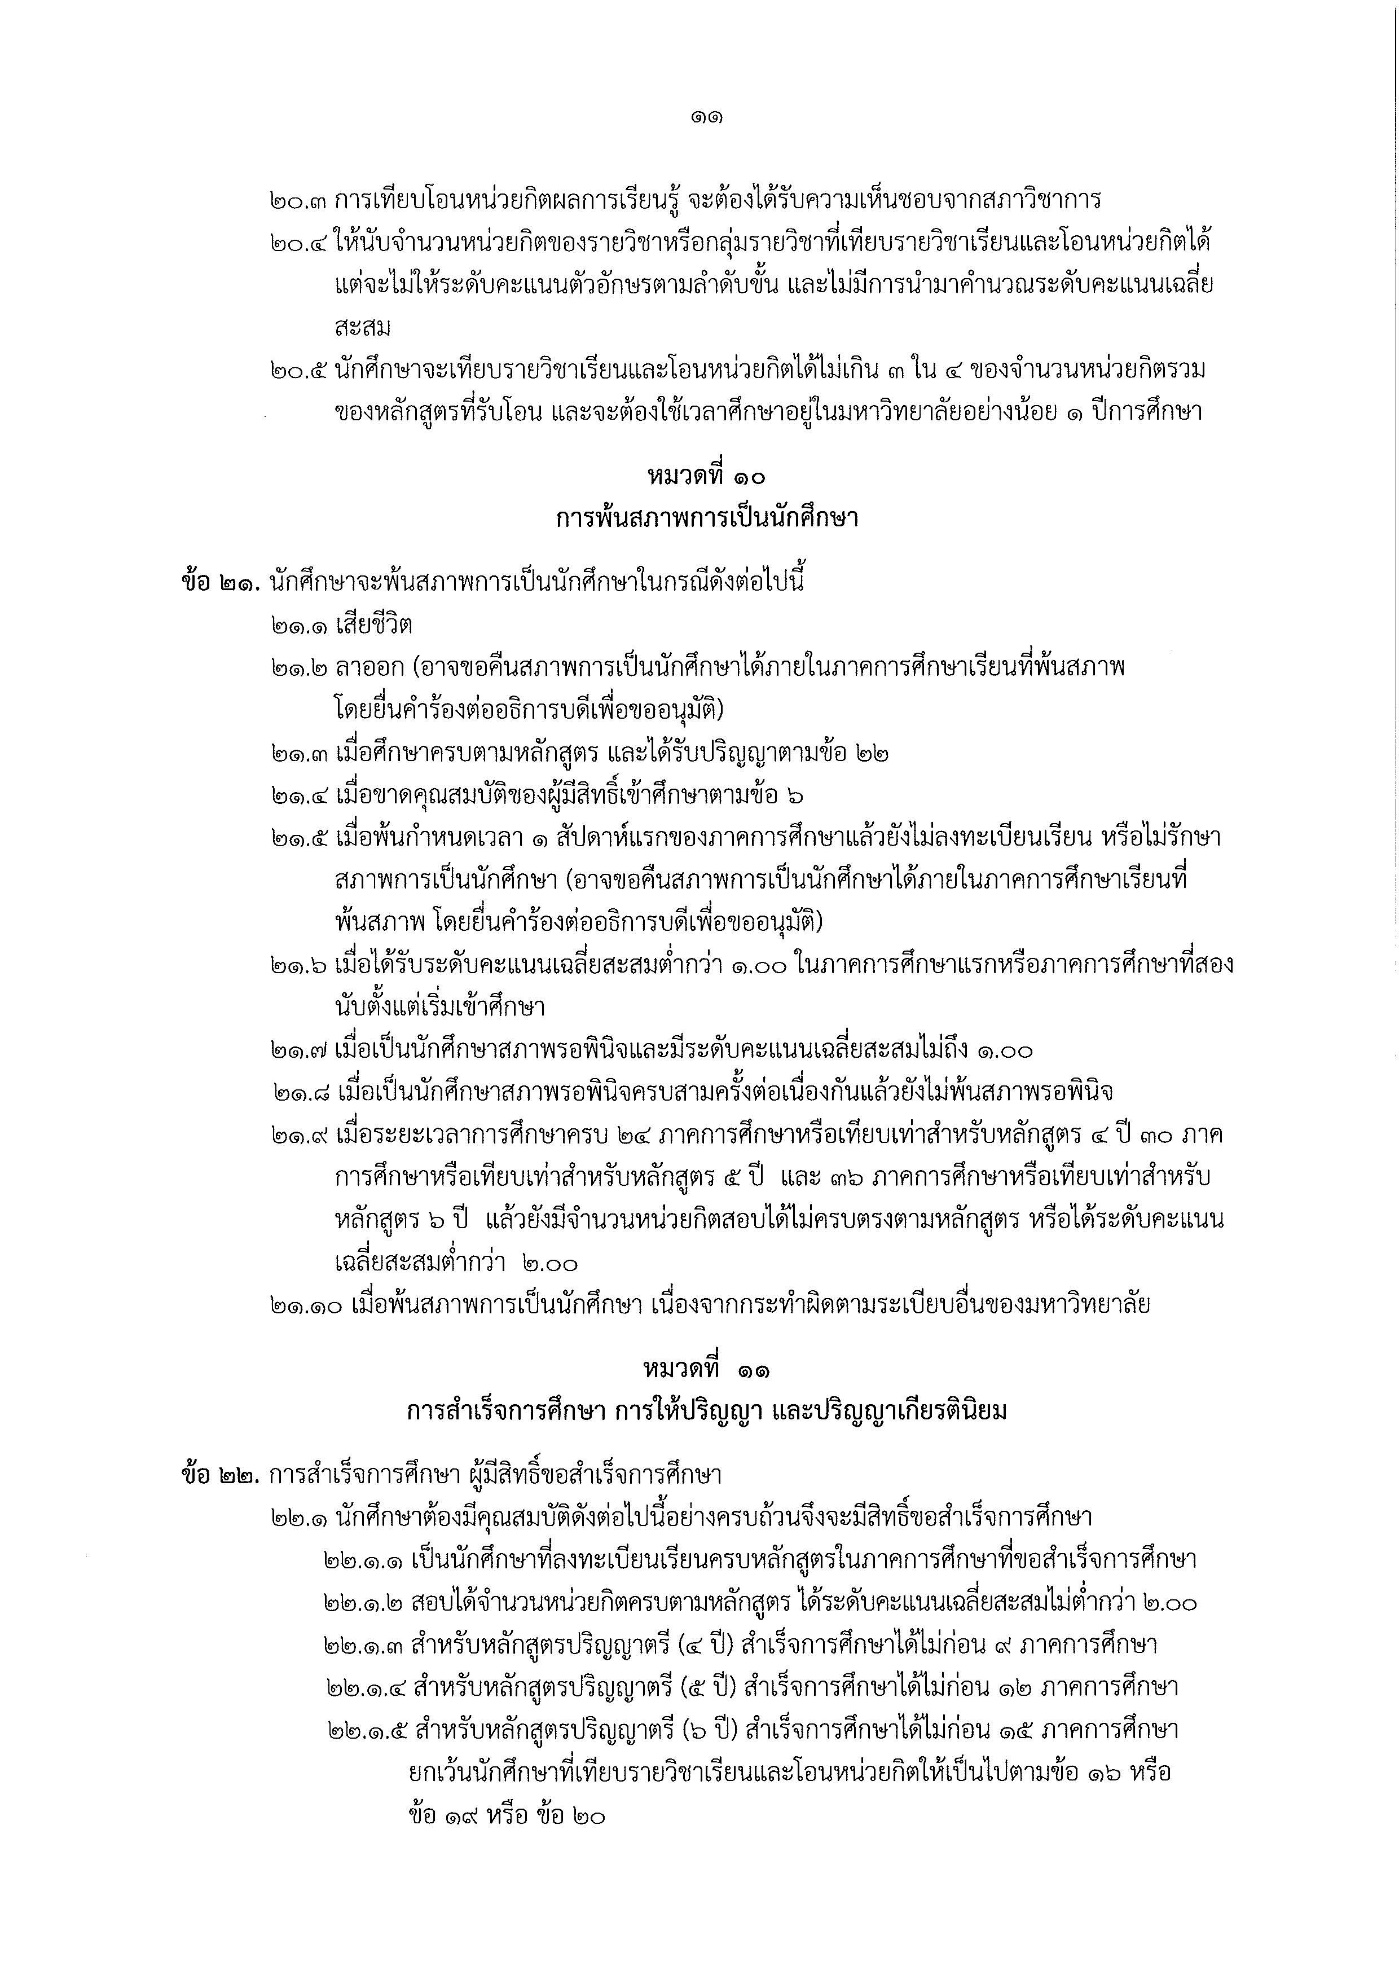 ๑๑
๒๐.๓ การเทียบโอนหน่วยกิตผลการเรียนรู้ จะต้องได้รับความเห็นชอบจากสภาวิชาการ
๒๐.๔ ให้นับจำนวนหน่วยกิตของรายวิชาหรือกลุ่มรายวิชาที่เทียบรายวิชาเรียนและโอนหน่วยกิตได้
แต่จะไม่ให้ระดับคะแนนตัวอักษรตามลำดับขั้น และไม่มีการนำมาคำนวณระดับคะแนนเฉลี่ย
สะสม
๒๐.๕ นักศึกษาจะเทียบรายวิชาเรียนและโอนหน่วยกิตได้ไม่เกิน ๓ ใน ๔ ของจำนวนหน่วยกิตรวม
ของหลักสูตรที่รับโอน และจะต้องใช้เวลาศึกษาอยู่ในมหาวิทยาลัยอย่างน้อย ๑ ปีการศึกษา
หมวดที่ ๑๐
การพ้นสภาพการเป็นนักศึกษา
ข้อ ๒๑. นักศึกษาจะพ้นสภาพการเป็นนักศึกษาในกรณีดังต่อไปนี้
๒๑.๑ เสียชีวิต
๒๑.๒ ลาออก (อาจขอคืนสภาพการเป็นนักศึกษาได้ภายในภาคการศึกษาเรียนที่พ้นสภาพ
โดยยื่นคำร้องต่ออธิการบดีเพื่อขออนุมัติ)
๒๑.๓ เมื่อศึกษาครบตามหลักสูตร และได้รับปริญญาตามข้อ ๒๒
๒๑.๔ เมื่อขาดคุณสมบัติของผู้มีสิทธิ์เข้าศึกษาตามข้อ ๖
๒๑.๕ เมื่อพ้นกำหนดเวลา ๑ สัปดาห์แรกของภาคการศึกษาแล้วยังไม่ลงทะเบียนเรียน หรือไม่รักษา
สภาพการเป็นนักศึกษา (อาจขอคืนสภาพการเป็นนักศึกษาได้ภายในภาคการศึกษาเรียนที่
พ้นสภาพ โดยยื่นคำร้องต่ออธิการบดีเพื่อขออนุมัติ)
๒๑.๖ เมื่อได้รับระดับคะแนนเฉลี่ยสะสมต่ำกว่า ๑.๐๐ ในภาคการศึกษาแรกหรือภาคการศึกษาที่สอง
นับตั้งแต่เริ่มเข้าศึกษา
๒๑.๗ เมื่อเป็นนักศึกษาสภาพรอพินิจและมีระดับคะแนนเฉลี่ยสะสมไม่ถึง ๑.๐๐
๒๑.๘ เมื่อเป็นนักศึกษาสภาพรอพินิจครบสามครั้งต่อเนื่องกันแล้วยังไม่พ้นสภาพรอพินิจ
๒๑.๙ เมื่อระยะเวลาการศึกษาครบ ๒๔ ภาคการศึกษาหรือเทียบเท่าสำหรับหลักสูตร ๔ ปี ๓๐ ภาค
การศึกษาหรือเทียบเท่าสำหรับหลักสูตร ๕ ปี และ ๓๖ ภาคการศึกษาหรือเทียบเท่าสำหรับ
หลักสูตร ๖ ปี แล้วยังมีจำนวนหน่วยกิตสอบได้ไม่ครบตรงตามหลักสูตร หรือได้ระดับคะแนน
เฉลี่ยสะสมต่ำกว่า ๒.๐๐
๒๑.๑๐ เมื่อพ้นสภาพการเป็นนักศึกษา เนื่องจากกระทำผิดตามระเบียบอื่นของมหาวิทยาลัย
หมวดที่ ๑๑
การสำเร็จการศึกษา การให้ปริญญา และปริญญาเกียรตินิยม
ข้อ ๒๒. การสำเร็จการศึกษา ผู้มีสิทธิ์ขอสำเร็จการศึกษา
๒๒.๑ นักศึกษาต้องมีคุณสมบัติดังต่อไปนี้อย่างครบถ้วนจึงจะมีสิทธิ์ขอสำเร็จการศึกษา
๒๒.๑.๑ เป็นนักศึกษาที่ลงทะเบียนเรียนครบหลักสูตรในภาคการศึกษาที่ขอสำเร็จการศึกษา
๒๒.๑.๒ สอบได้จำนวนหน่วยกิตครบตามหลักสูตร ได้ระดับคะแนนเฉลี่ยสะสมไม่ต่ำกว่า ๒.๐๐
๒๒.๑.๓ สำหรับหลักสูตรปริญญาตรี (๔ ปี) สำเร็จการศึกษาได้ไม่ก่อน ๙ ภาคการศึกษา
๒๒.๑.๔ สำหรับหลักสูตรปริญญาตรี (๕ ปี) สำเร็จการศึกษาได้ไม่ก่อน ๑๒ ภาคการศึกษา
๒๒.๑.๕ สำหรับหลักสูตรปริญญาตรี (๖ ปี) สำเร็จการศึกษาได้ไม่ก่อน ๑๕ ภาคการศึกษา
ยกเว้นนักศึกษาที่เทียบรายวิชาเรียนและโอนหน่วยกิตให้เป็นไปตามข้อ ๑๖ หรือ
ข้อ ๑๙ หรือ ข้อ ๒๐